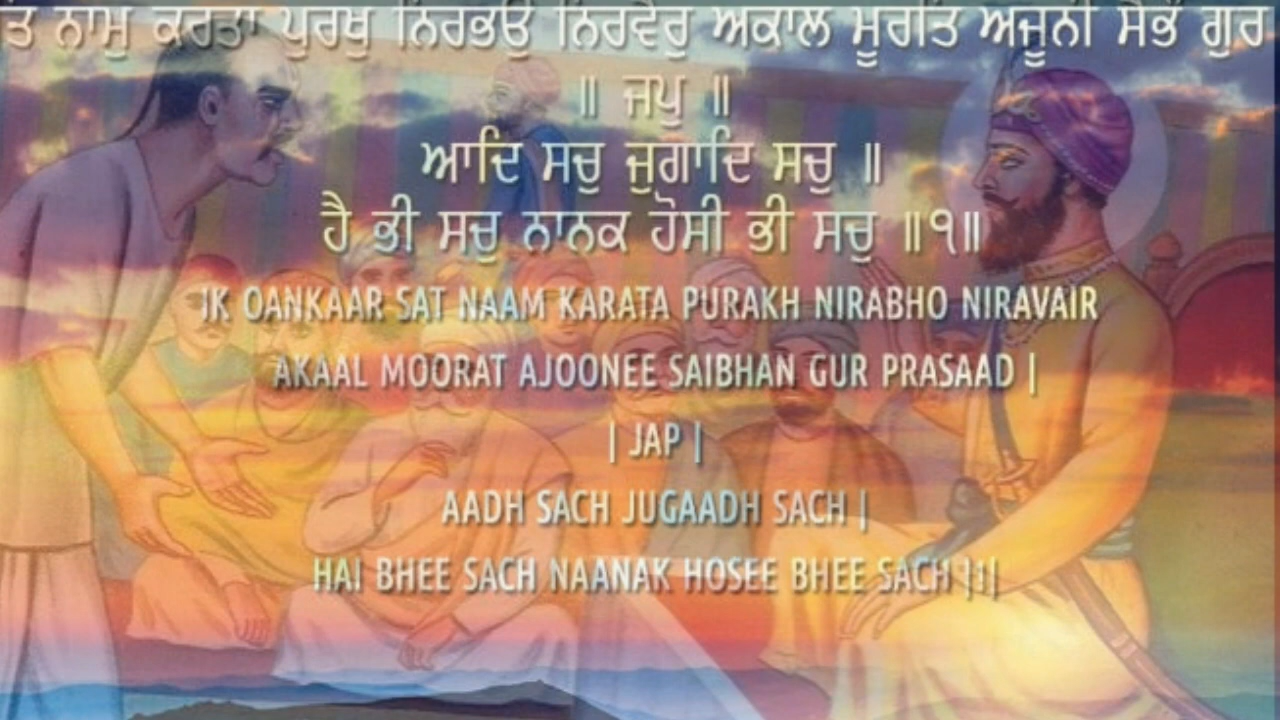 ਤਿ ਨਾਮੁ ਕਰਤਾ ਪੁਰਖੁ ਨਿਰਭਉ ਨਿਰਵੈਰੁ ਅਕਾਲ ਮੂਰਤਿ ਅਜੂਨੀ ਸੈਭੰ ਗੁਰ
॥ ਜਪੁ ॥
ਆਦਿ ਸਚੁ ਜੁਗਾਦਿ ਸਚੁ ॥
ਹੈ ਭੀ ਸਚੁ ਨਾਨਕ ਹੋਸੀ ਭੀ ਸਚੁ ॥੧॥
IK OANKAAR SAT NAAM KARATA PURAKH NIRABHO NIRAVAIR
AKAAL MOORAT AJOONEE SAIBHAN GUR PRASAAD |
| JAP |
AADH SACH JUGAADH SACH |
HAI BHEE SACH NAANAK HOSEE BHEE SACH |1|